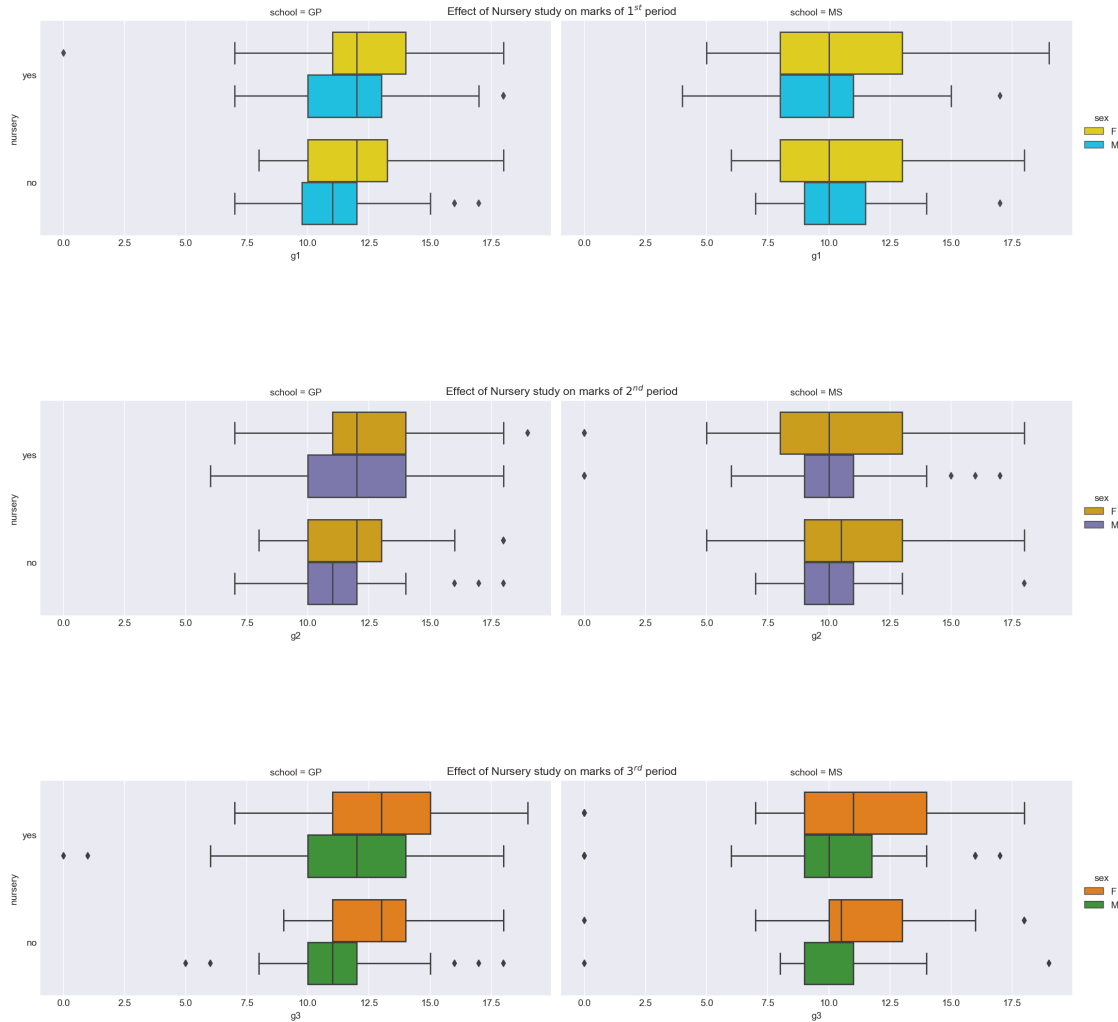 school = GP Effect of Nursery study on marks of 1st period school = MS
yes
no
nursery
sex
F
M
0.0 2.5 5.0 7.5 10.0 12.5 15.0 17.5 0.0 2.5 5.0 7.5 10.0 12.5 15.0 17.5
g1 g1
school = GP Effect of Nursery study on marks of 2nd period school = MS
yes
no
nursery
sex
F
M
0.0 2.5 5.0 7.5 10.0 12.5 15.0 17.5 0.0 2.5 5.0 7.5 10.0 12.5 15.0 17.5
g2 g2
school = GP Effect of Nursery study on marks of 3rd period school = MS
yes
no
nursery
sex
F
M
0.0 2.5 5.0 7.5 10.0 12.5 15.0 17.5 0.0 2.5 5.0 7.5 10.0 12.5 15.0 17.5
g3 g3